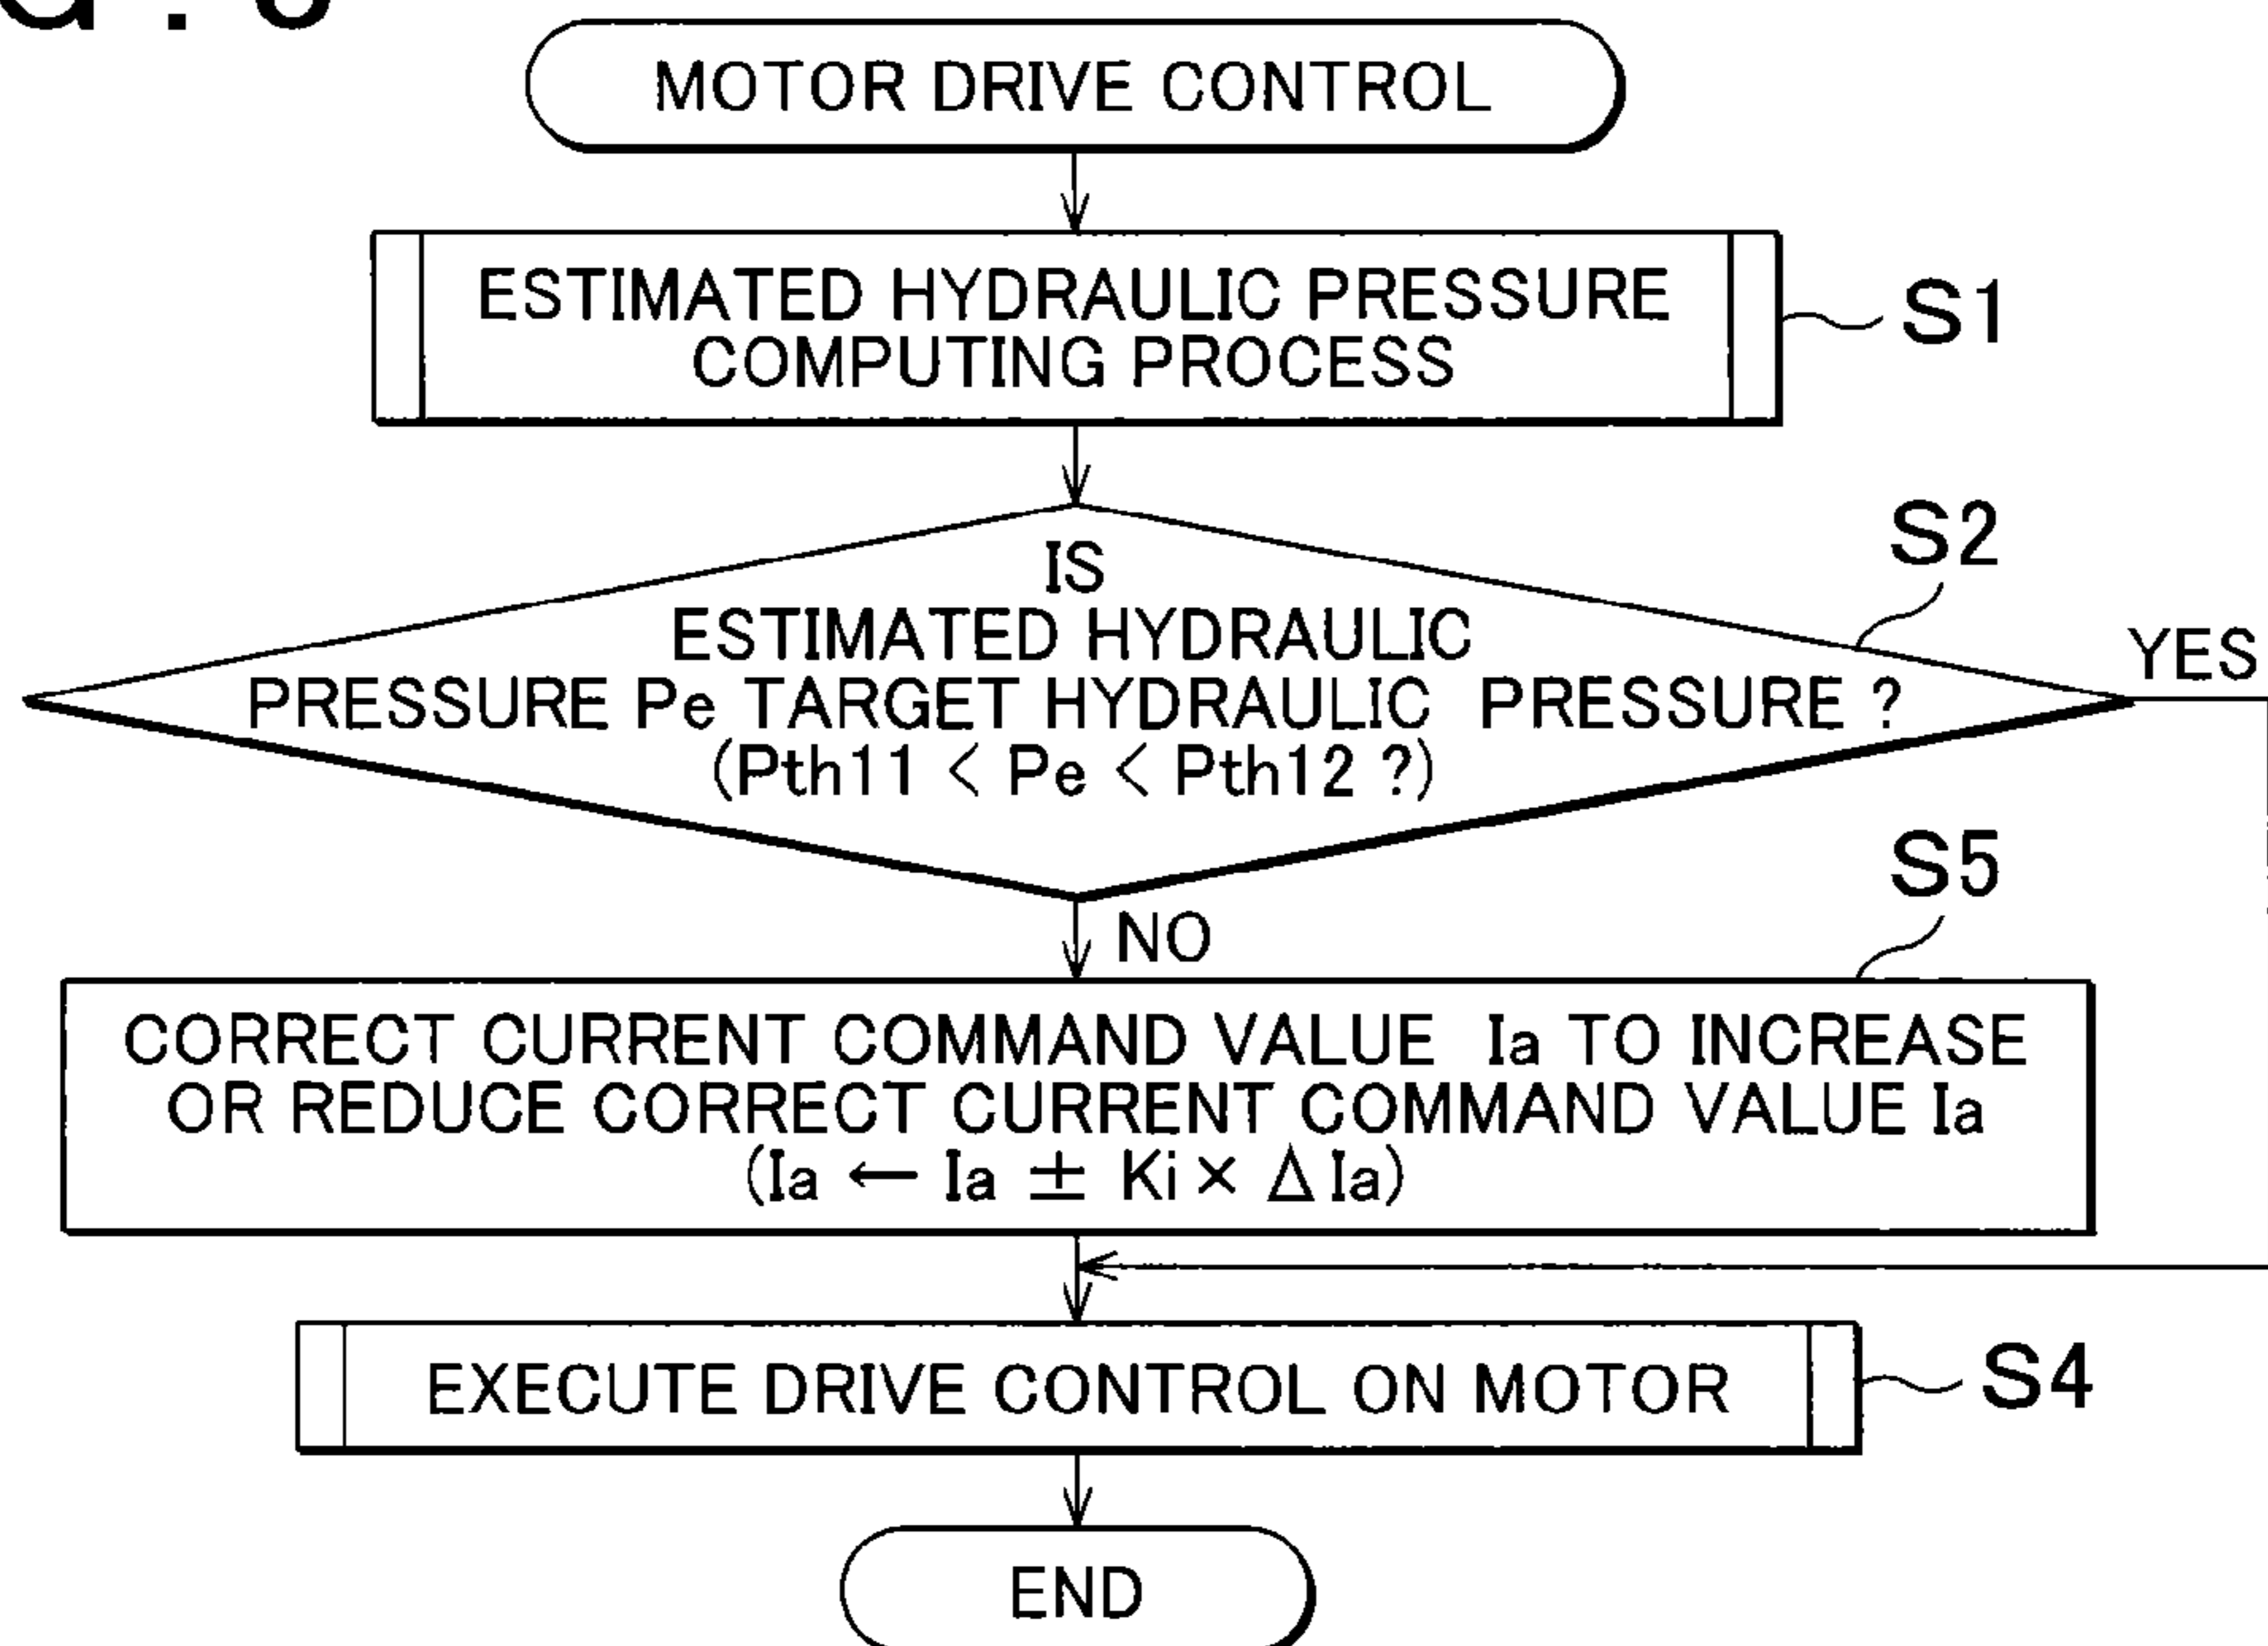 MOTOR DRIVE CONTROL
ESTIMATED HYDRAULIC PRESSURE
COMPUTING PROCESS
S1
S2
IS
ESTIMATED HYDRAULIC
PRESSURE Pe TARGET HYDRAULIC PRESSURE ?
(Pth11 < Pe < Pth12 ?)
YES
NO
S5
CORRECT CURRENT COMMAND VALUE Ia TO INCREASE
OR REDUCE CORRECT CURRENT COMMAND VALUE Ia
(Ia ← Ia ± Ki × Δ Ia)
EXECUTE DRIVE CONTROL ON MOTOR
S4
END